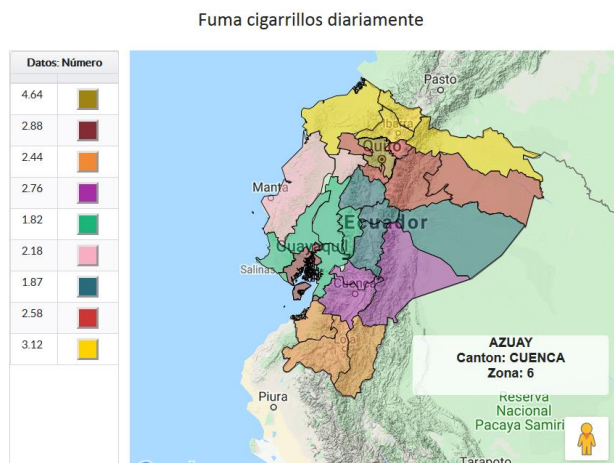 Fuma cigarrillos diariamente
Datos: Número
4.64
2.88
2.44
2.76
1.82
2.18
1.87
2.58
3.12
Pasto
Ibarra
Quito
Manta
Ecuador
Guayaquil
Salinas
Cuenca
Loja
AZUAY
Canton: CUENCA
Zona: 6
Piura
Reserva
Nacional
Pacaya Samiri
Tarapoto